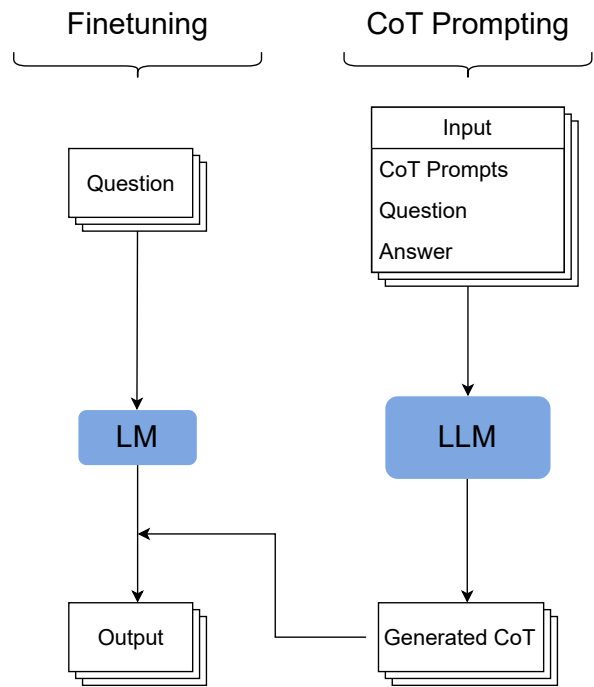 Finetuning
CoT Prompting
Question
Input
CoT Prompts
Question
Answer
LM
LLM
Output
Generated CoT